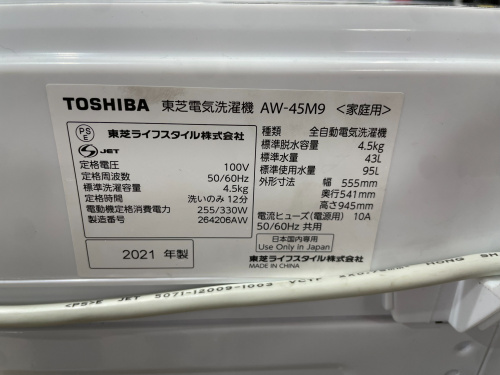 TOSHIBA 東芝電気洗濯機 AW-45M9 <家庭用>
PS
E
JET
東芝ライフスタイル株式会社
定格電圧 100V
定格周波数 50/60Hz
標準洗濯容量 4.5kg
定格時間 洗いのみ 12分
電動機定格消費電力 255/330W
製造番号 264206AW
2021 年製
種類 全自動電気洗濯機
標準脱水容量 4.5kg
標準水量 43L
標準使用水量 95L
外形寸法 幅 555mm
奥行541mm
高さ945mm
電流ヒューズ(電源用) 10A
50/60Hz 共用
日本国内専用
Use Only in Japan
東芝ライフスタイル株式会社
MADE IN CHINA
<PS>E JET 5071-12009-1003 VCTF